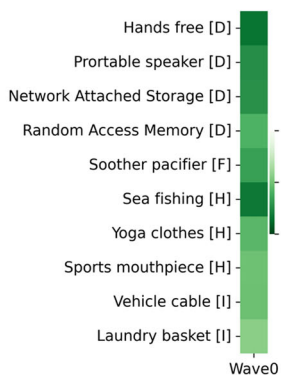 Hands free [D]
Prortable speaker [D]
Network Attached Storage [D]
Random Access Memory [D]
Soother pacifier [F]
Sea fishing [H]
Yoga clothes [H]
Sports mouthpiece [H]
Vehicle cable [I]
Laundry basket [I]
Wave0